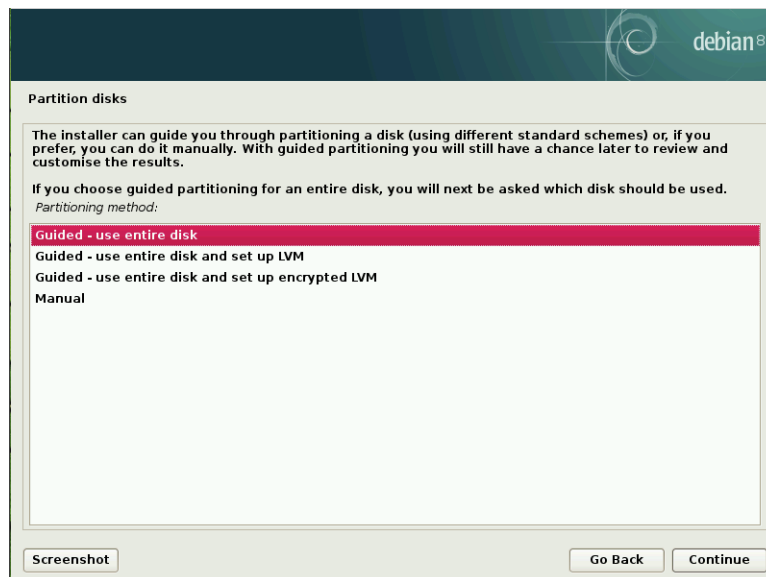 debian 8
Partition disks
The installer can guide you through partitioning a disk (using different standard schemes) or, if you
prefer, you can do it manually. With guided partitioning you will still have a chance later to review and
customise the results.
If you choose guided partitioning for an entire disk, you will next be asked which disk should be used.
Partitioning method:
Guided - use entire disk
Guided - use entire disk and set up LVM
Guided - use entire disk and set up encrypted LVM
Manual
Screenshot
Go Back
Continue